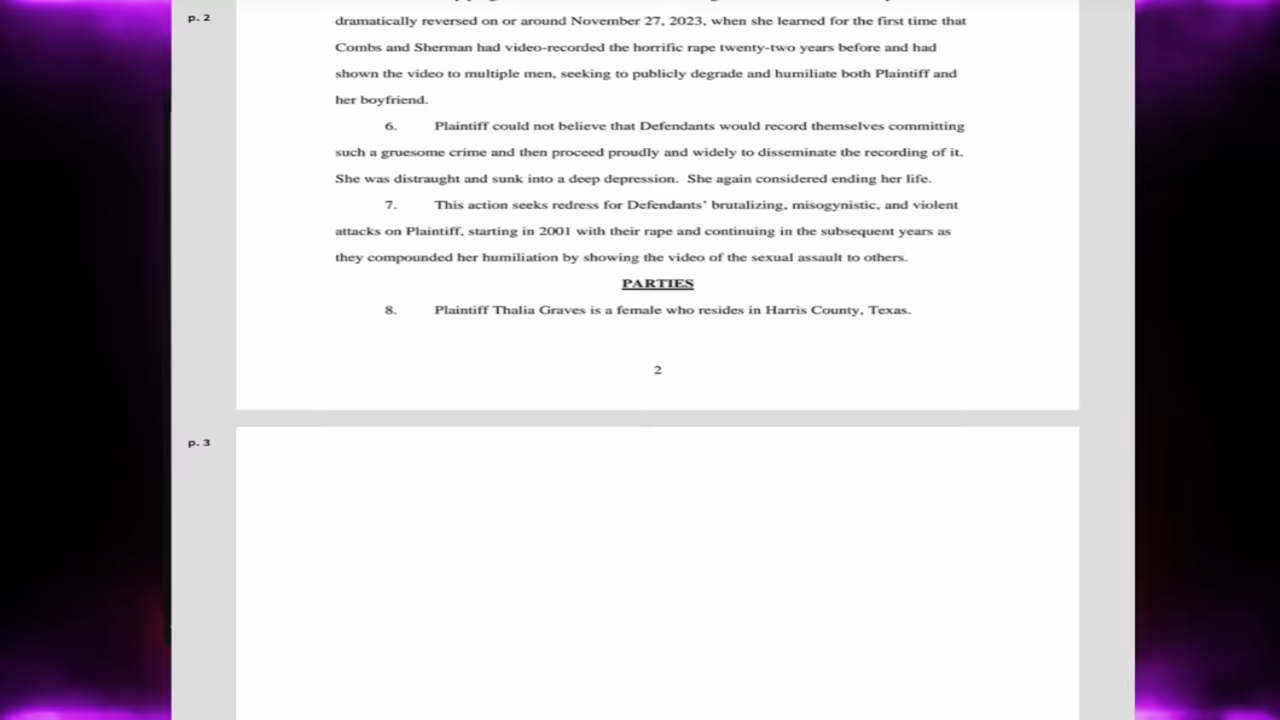 p. 2
dramatically reversed on or around November 27, 2023, when she learned for the first time that
Combs and Sherman had video-recorded the horrific rape twenty-two years before and had
shown the video to multiple men, seeking to publicly degrade and humiliate both Plaintiff and
her boyfriend.
6. Plaintiff could not believe that Defendants would record themselves committing
such a gruesome crime and then proceed proudly and widely to disseminate the recording of it.
She was distraught and sunk into a deep depression. She again considered ending her life.
7. This action seeks redress for Defendants' brutalizing, misogynistic, and violent
attacks on Plaintiff, starting in 2001 with their rape and continuing in the subsequent years as
they compounded her humiliation by showing the video of the sexual assault to others.
PARTIES
8. Plaintiff Thalia Graves is a female who resides in Harris County, Texas.
2
p. 3